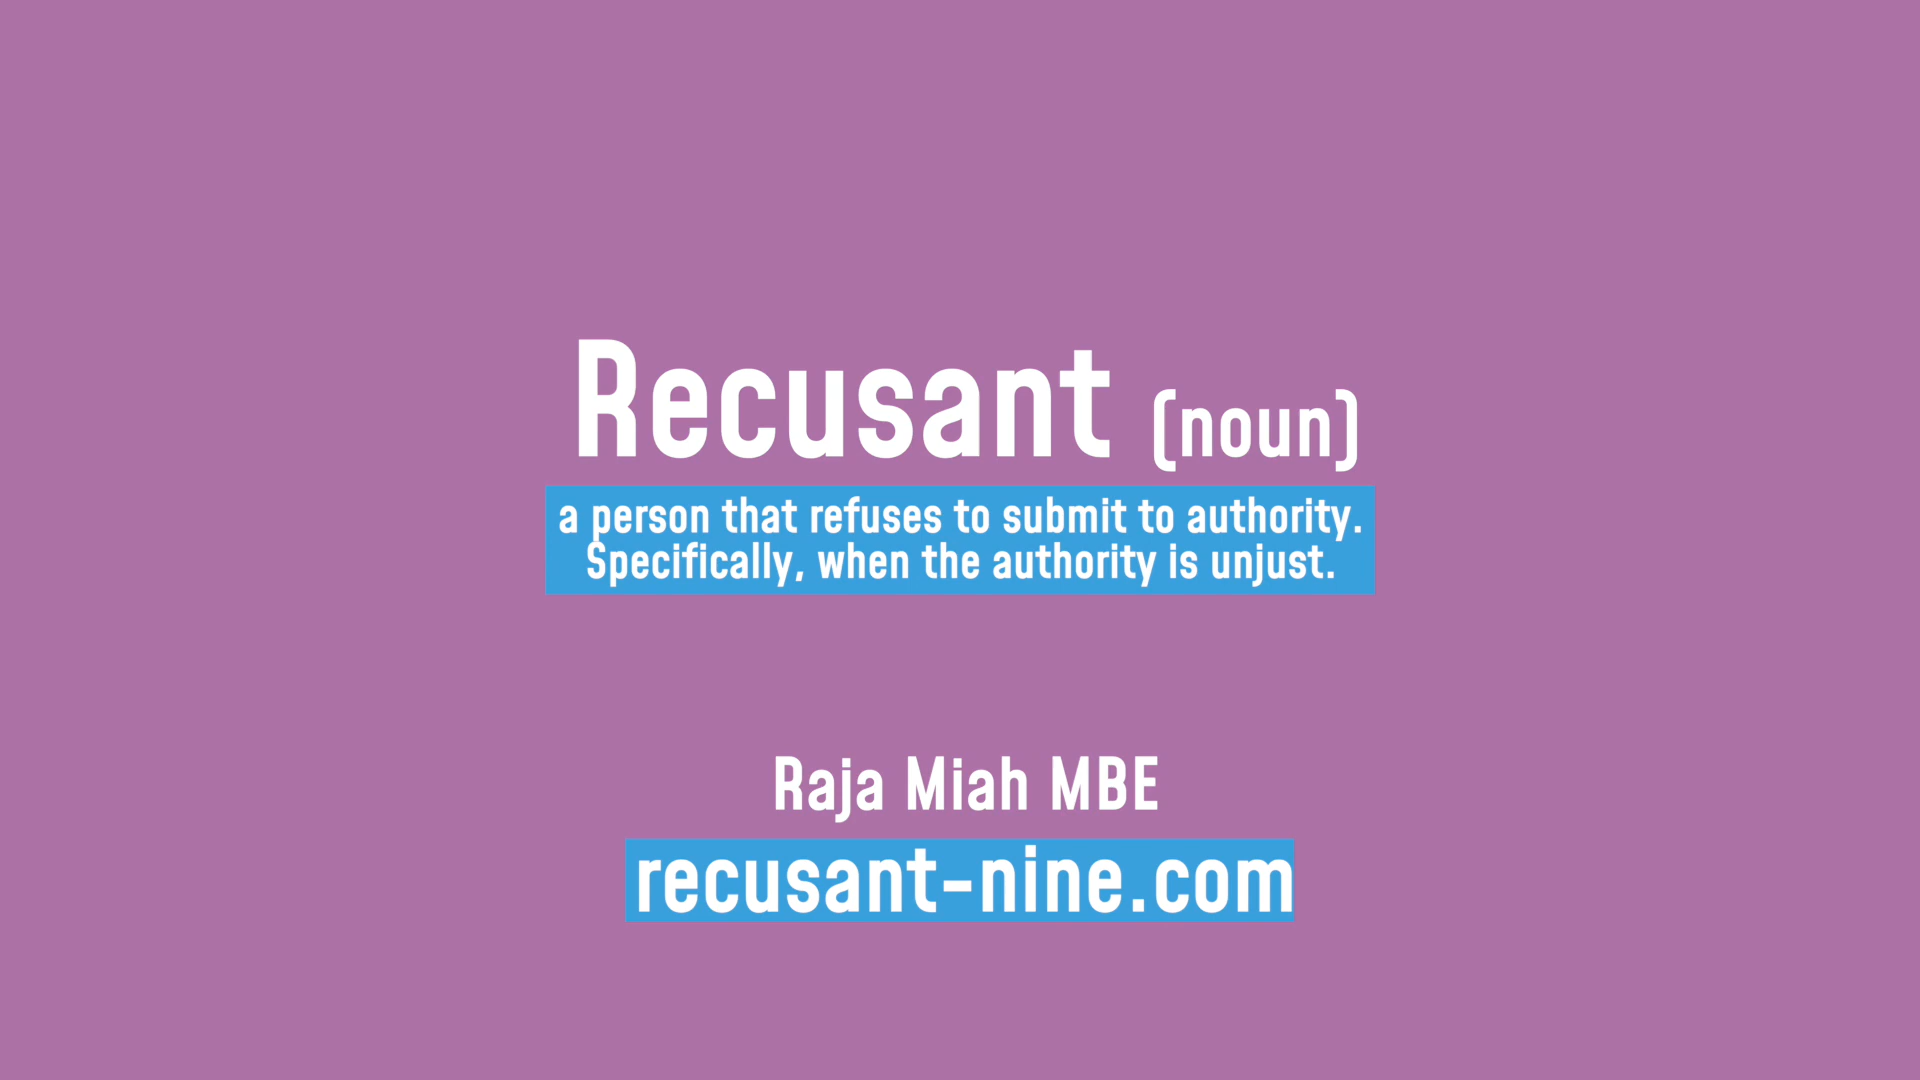 Recusant (noun)
a person that refuses to submit to authority.
Specifically, when the authority is unjust.
Raja Miah MBE
recusant-nine.com